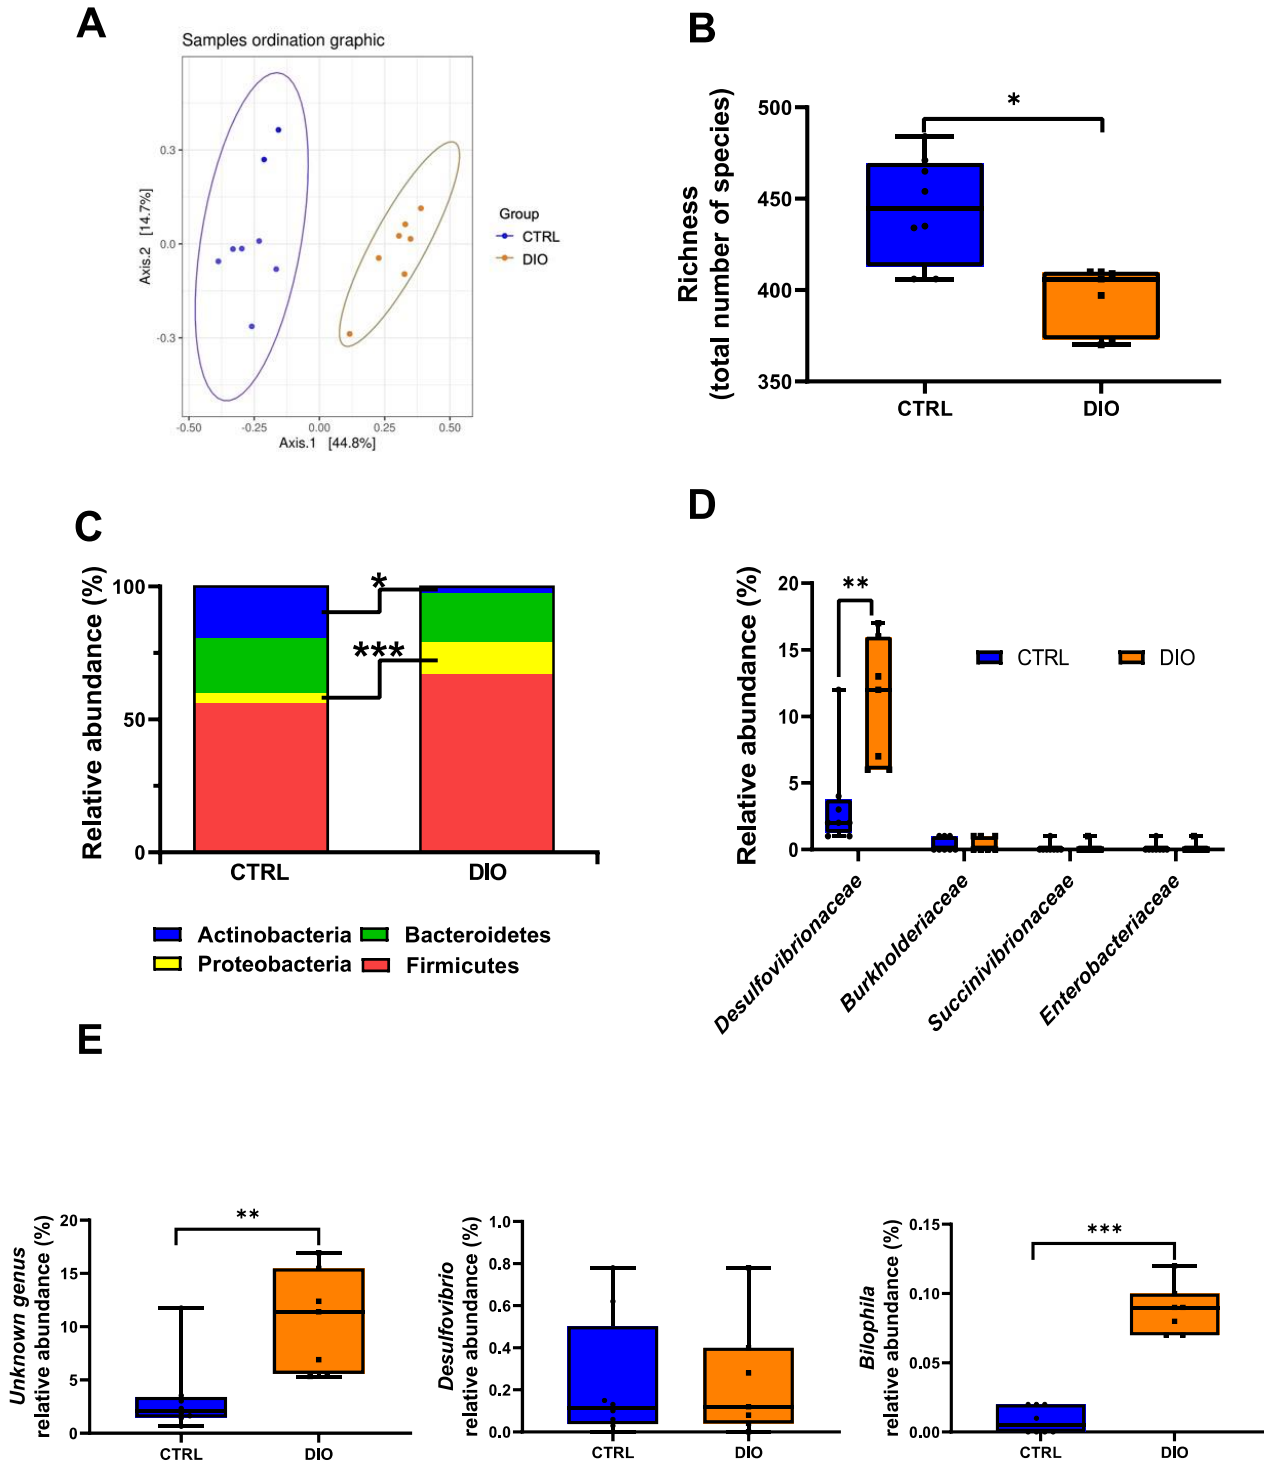 A
Samples ordination graphic
Axis.2 [14.7%]
0.3
0.0
-0.3
-0.50
-0.25
0.00
0.25
0.50
Axis.1 [44.8%]
Group
CTRL
DIO
B
Richness
(total number of species)
500
450
400
350
*
CTRL
DIO
C
Relative abundance (%)
100
50
0
*
***
CTRL
DIO
Actinobacteria
Bacteroidetes
Proteobacteria
Firmicutes
D
Relative abundance (%)
20
15
10
5
0
**
CTRL
DIO
Desulfovibrionaceae
Burkholderiaceae
Succinivibrionaceae
Enterobacteriaceae
E
Unknown genus
relative abundance (%)
20
15
10
5
0
**
CTRL
DIO
Desulfovibrio
relative abundance (%)
1.0
0.8
0.6
0.4
0.2
0.0
CTRL
DIO
Bilophila
relative abundance (%)
0.15
0.10
0.05
0.00
***
CTRL
DIO